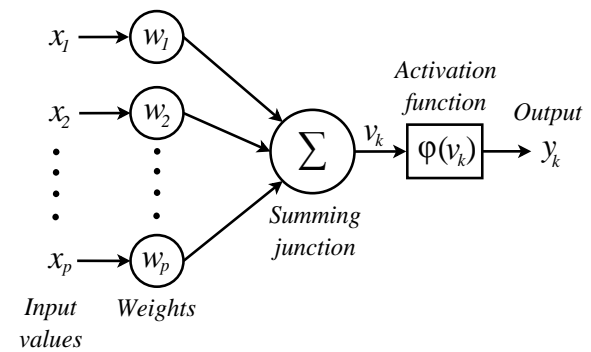 x₁ w₁
Activation
function
Output
x₂ w₂ ∑ vₖ φ(vₖ) yₖ
Summing
junction
xₚ wₚ
Input
values
Weights